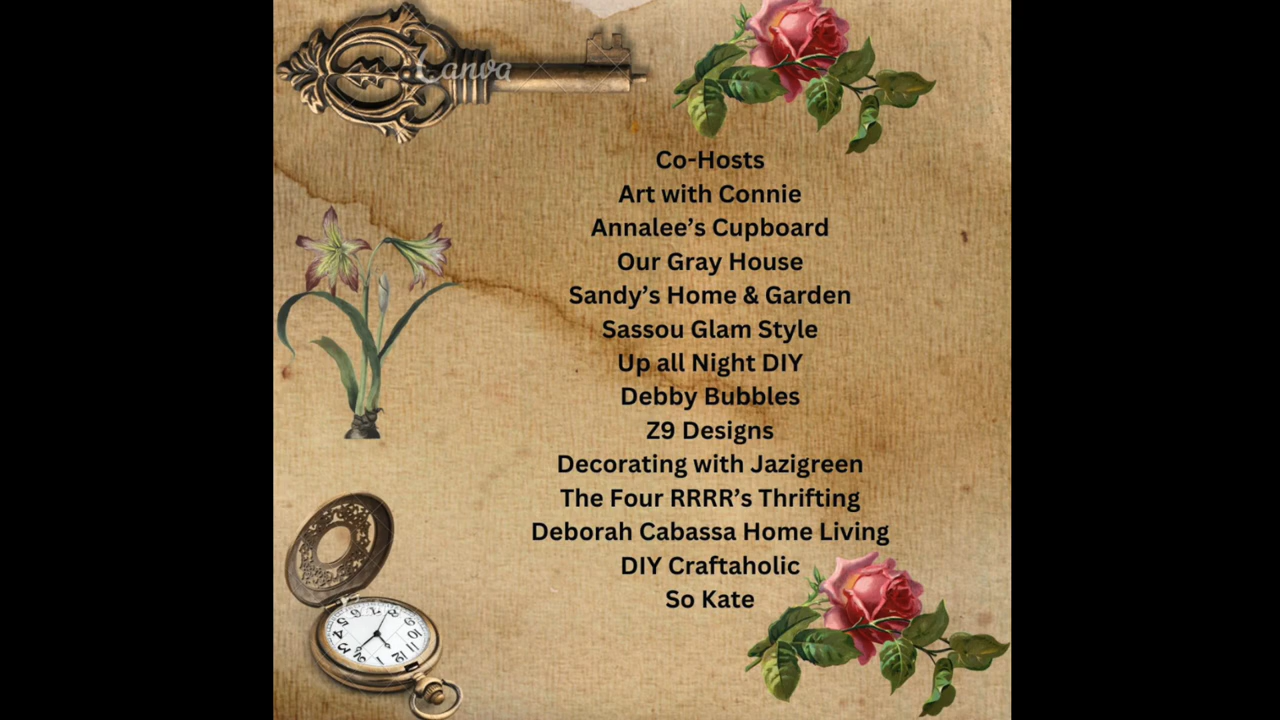 Canva
Co-Hosts
Art with Connie
Annalee’s Cupboard
Our Gray House
Sandy’s Home & Garden
Sassou Glam Style
Up all Night DIY
Debby Bubbles
Z9 Designs
Decorating with Jazigreen
The Four RRRR’s Thrifting
Deborah Cabassa Home Living
DIY Craftaholic
So Kate